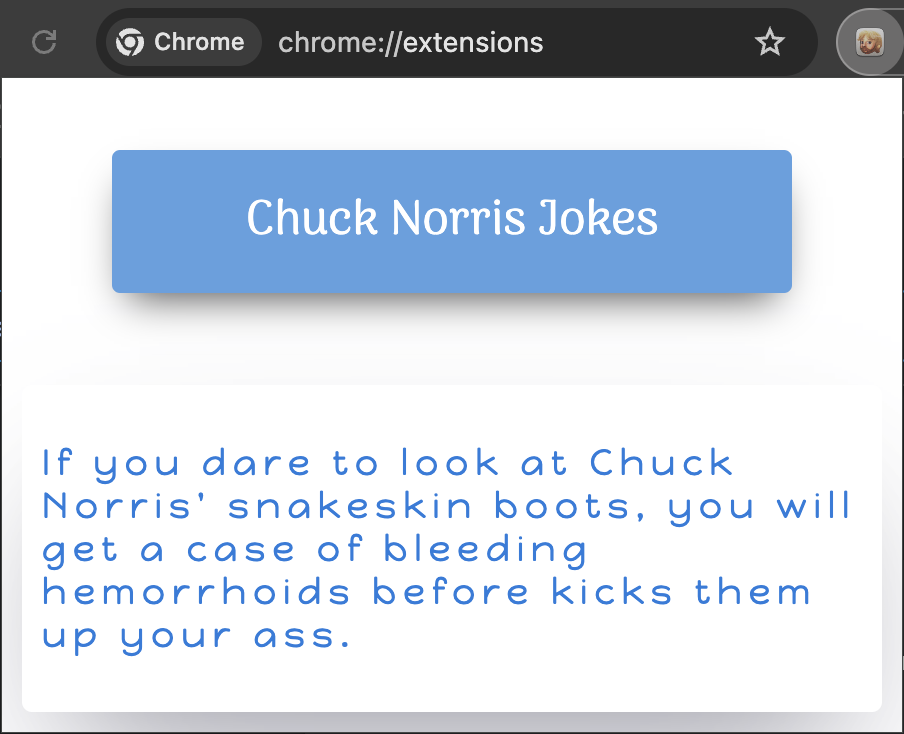 Chrome chrome://extensions
Chuck Norris Jokes
If you dare to look at Chuck
Norris' snakeskin boots, you will
get a case of bleeding
hemorrhoids before kicks them
up your ass.